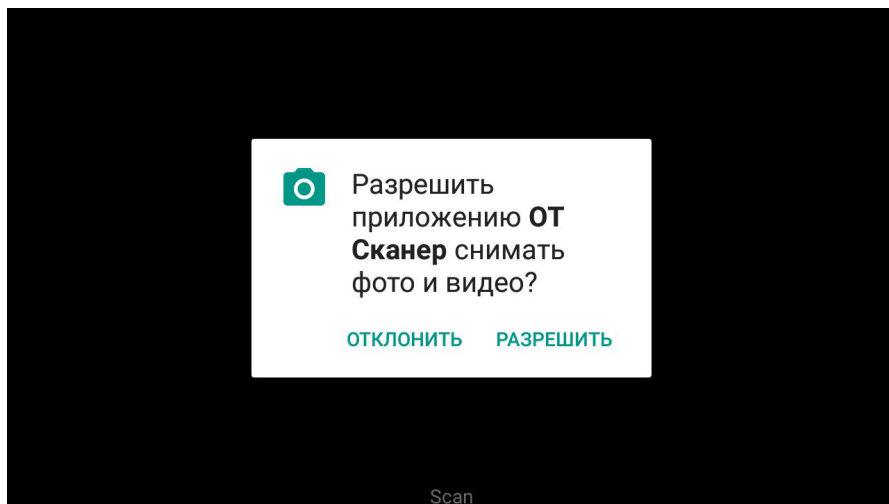 Разрешить
приложению ОТ
Сканер снимать
фото и видео?
ОТКЛОНИТЬ РАЗРЕШИТЬ
Scan